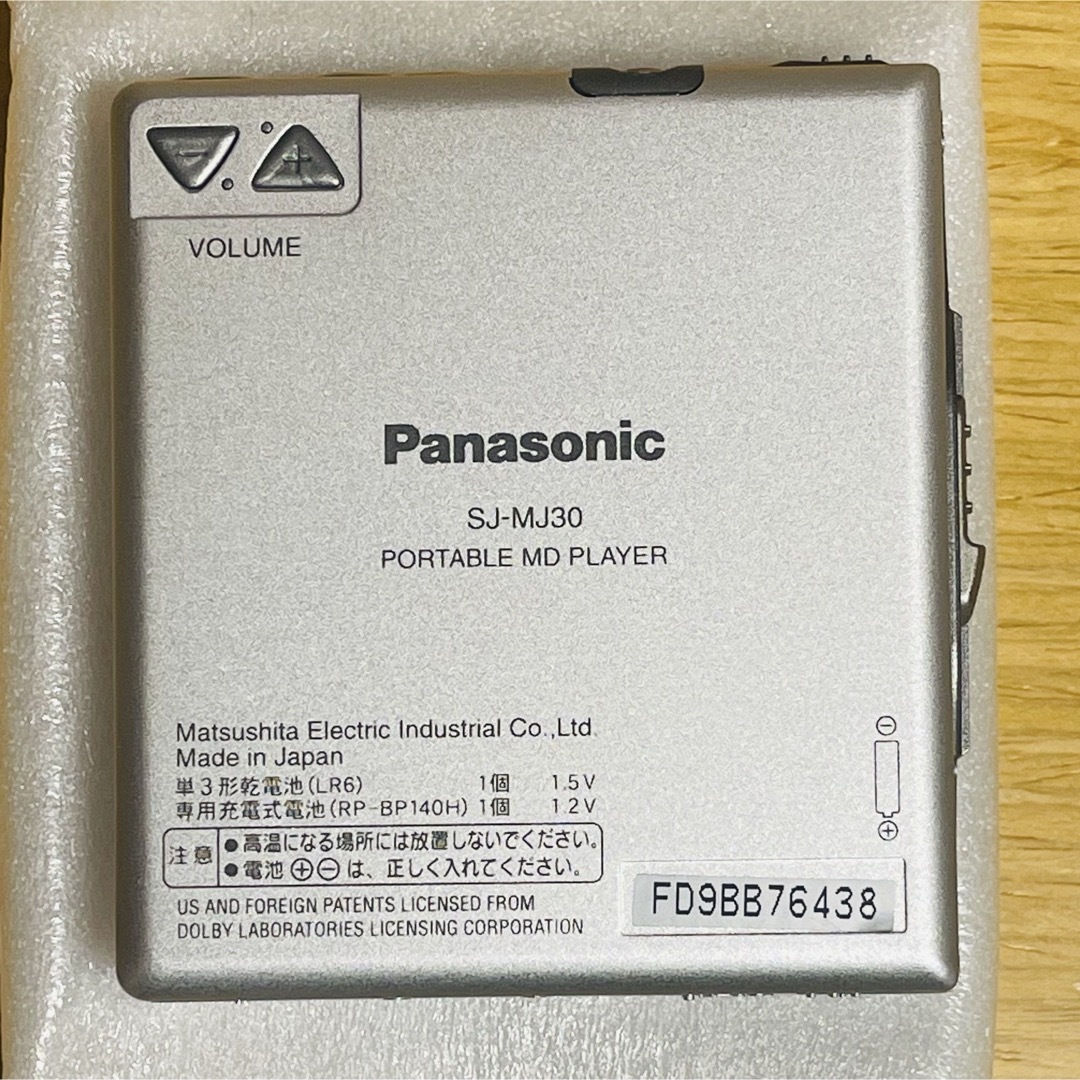 − +
VOLUME
Panasonic
SJ-MJ30
PORTABLE MD PLAYER
Matsushita Electric Industrial Co.,Ltd.
Made in Japan
単3形乾電池(LR6) 1個 1.5V
専用充電式電池(RP-BP140H) 1個 1.2V
注意
●高温になる場所には放置しないでください。
●電池⊕⊖は、正しく入れてください。
US AND FOREIGN PATENTS LICENSED FROM
DOLBY LABORATORIES LICENSING CORPORATION
⊖
⊕
FD9BB76438